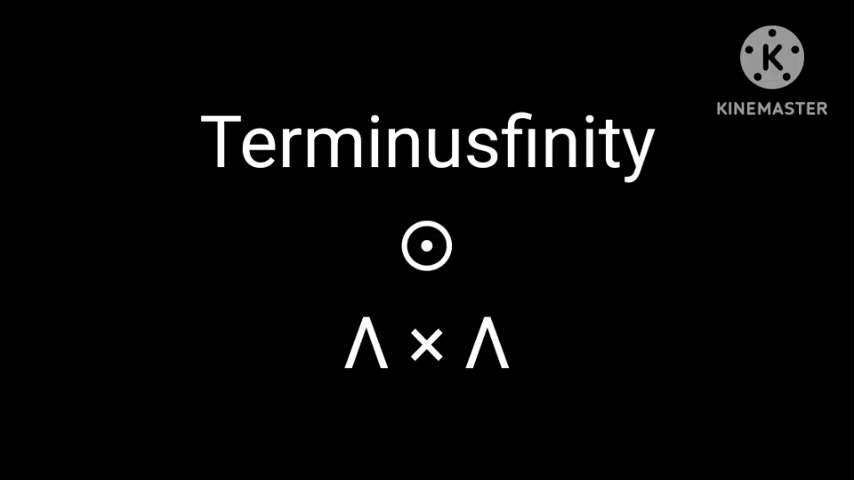 K
KINEMASTER
Terminusfinity
⊙
Λ × Λ